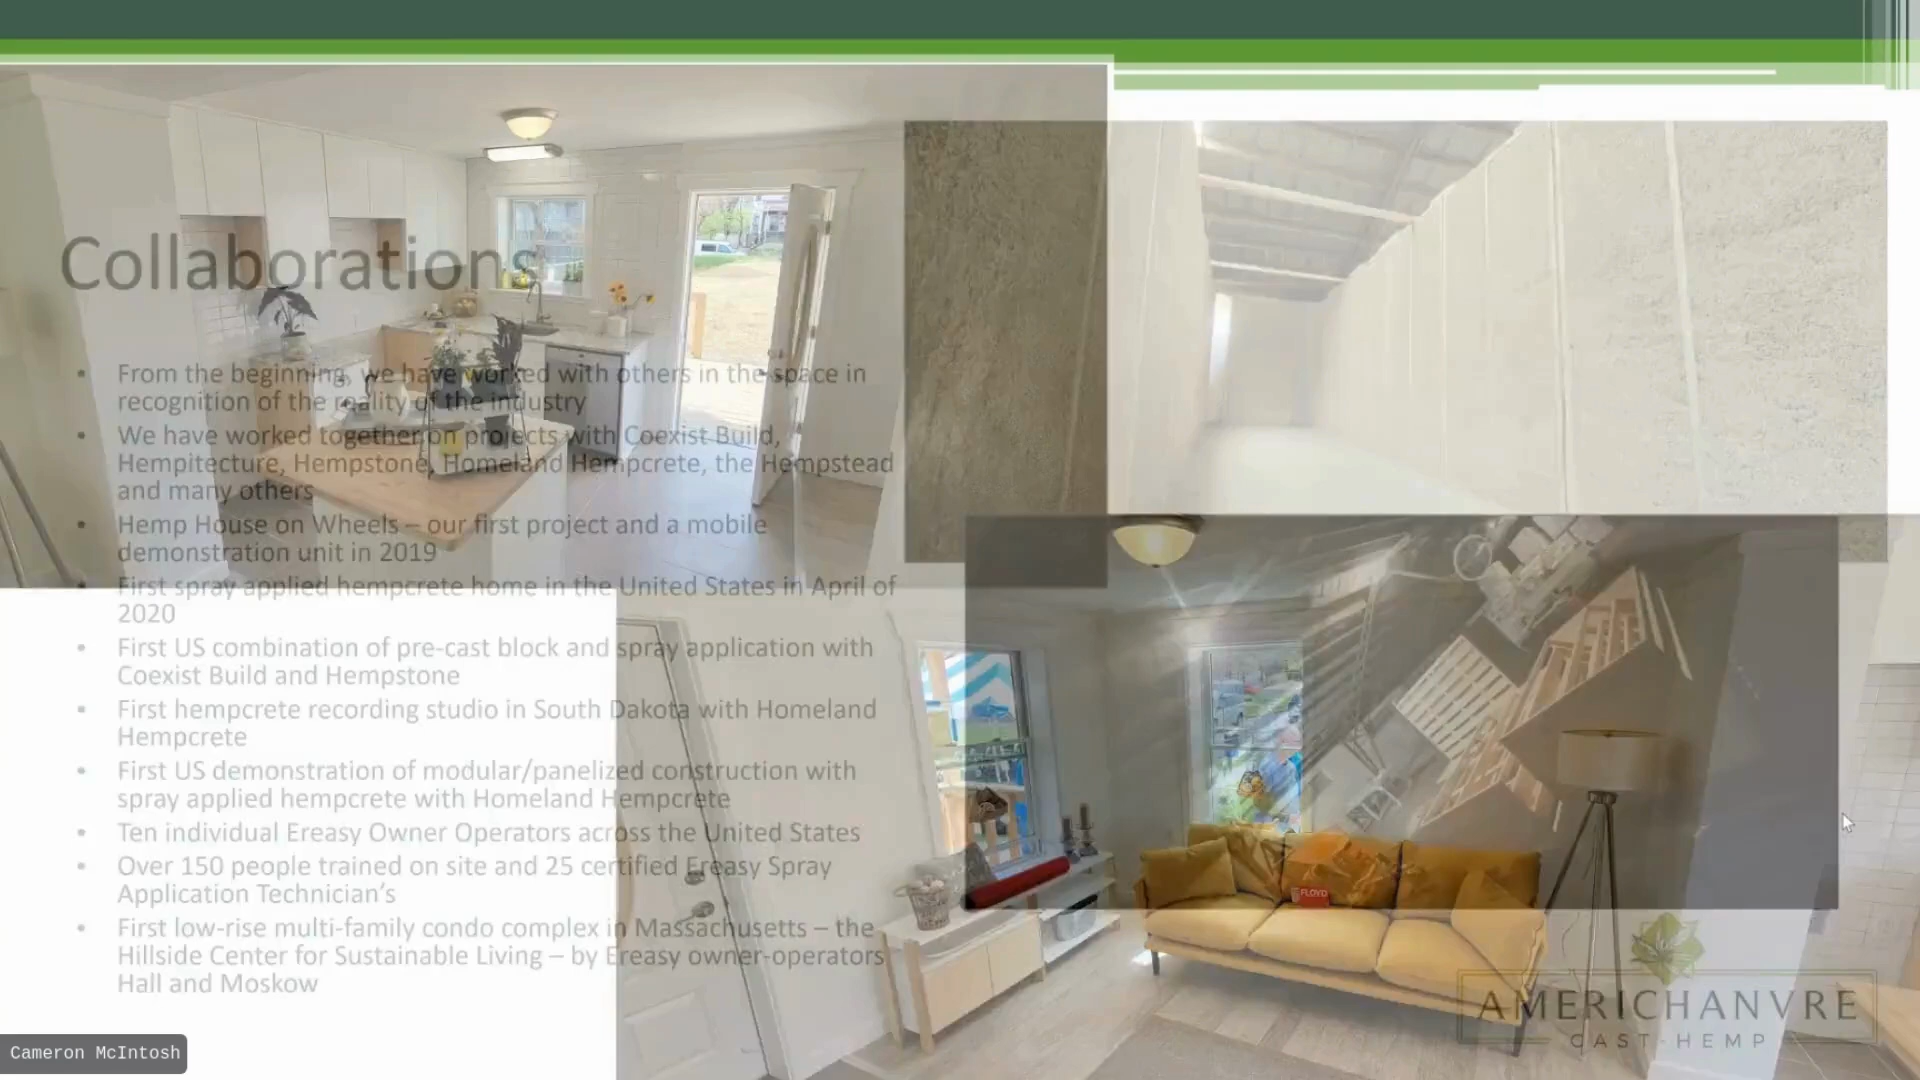 Collaborations
• From the beginning, we have worked with others in the space in
recognition of the reality of the industry
• We have worked together on projects with Coexist Build,
Hempitecture, Hempstone, Homeland Hempcrete, the Hempstead
and many others
• Hemp House on Wheels – our first project and a mobile
demonstration unit in 2019
• First spray applied hempcrete home in the United States in April of
2020
• First US combination of pre-cast block and spray application with
Coexist Build and Hempstone
• First hempcrete recording studio in South Dakota with Homeland
Hempcrete
• First US demonstration of modular/panelized construction with
spray applied hempcrete with Homeland Hempcrete
• Ten individual Ereasy Owner Operators across the United States
• Over 150 people trained on site and 25 certified Ereasy Spray
Application Technician’s
• First low-rise multi-family condo complex in Massachusetts – the
Hillside Center for Sustainable Living – by Ereasy owner-operators
Hall and Moskow
FLOYD
AMERICHANVRE
CAST-HEMP
Cameron McIntosh